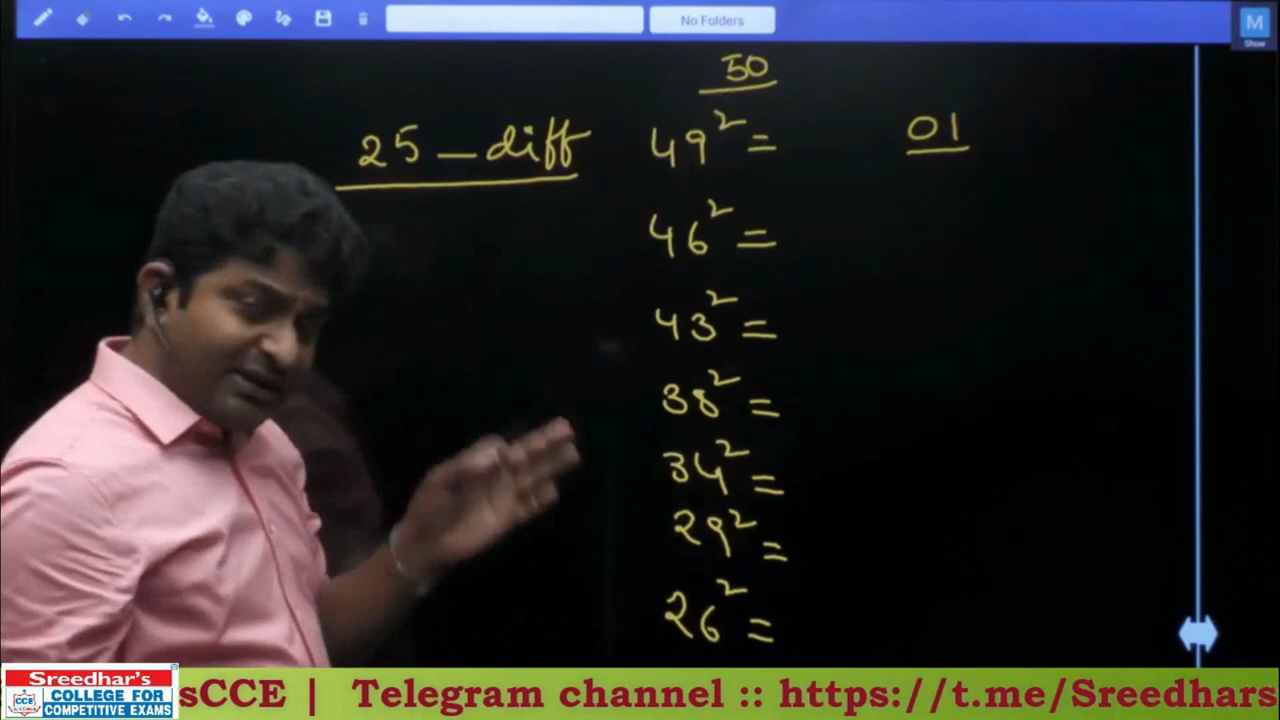 No Folders
M
Show
50
25 – diff
49² =
01
46² =
43² =
38² =
34² =
29² =
26² =
Sreedhar's
CCE
COLLEGE FOR
COMPETITIVE EXAMS
sCCE | Telegram channel :: https://t.me/Sreedhars